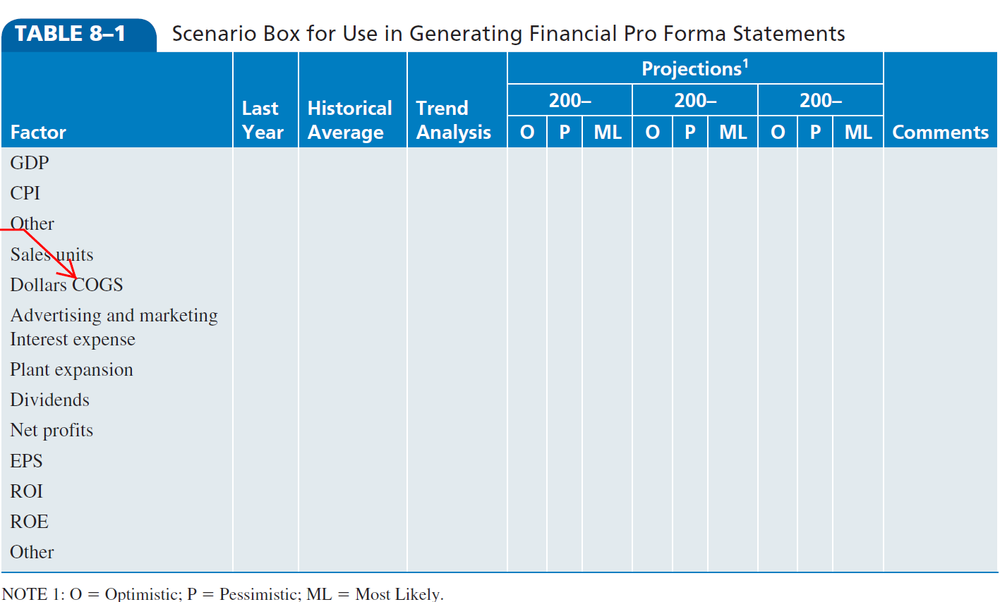 TABLE 8–1 Scenario Box for Use in Generating Financial Pro Forma Statements
Projections¹
200– 200– 200–
Last Historical Trend
Factor Year Average Analysis O P ML O P ML O P ML Comments
GDP
CPI
Other
Sales units
Dollars COGS
Advertising and marketing
Interest expense
Plant expansion
Dividends
Net profits
EPS
ROI
ROE
Other
NOTE 1: O = Optimistic; P = Pessimistic; ML = Most Likely.